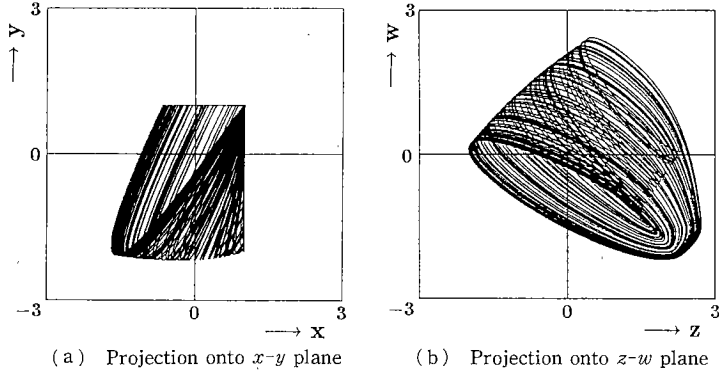 3
→ y
0
−3
0
3
→ x
(a) Projection onto x-y plane
3
→ w
0
−3
0
3
→ z
(b) Projection onto z-w plane